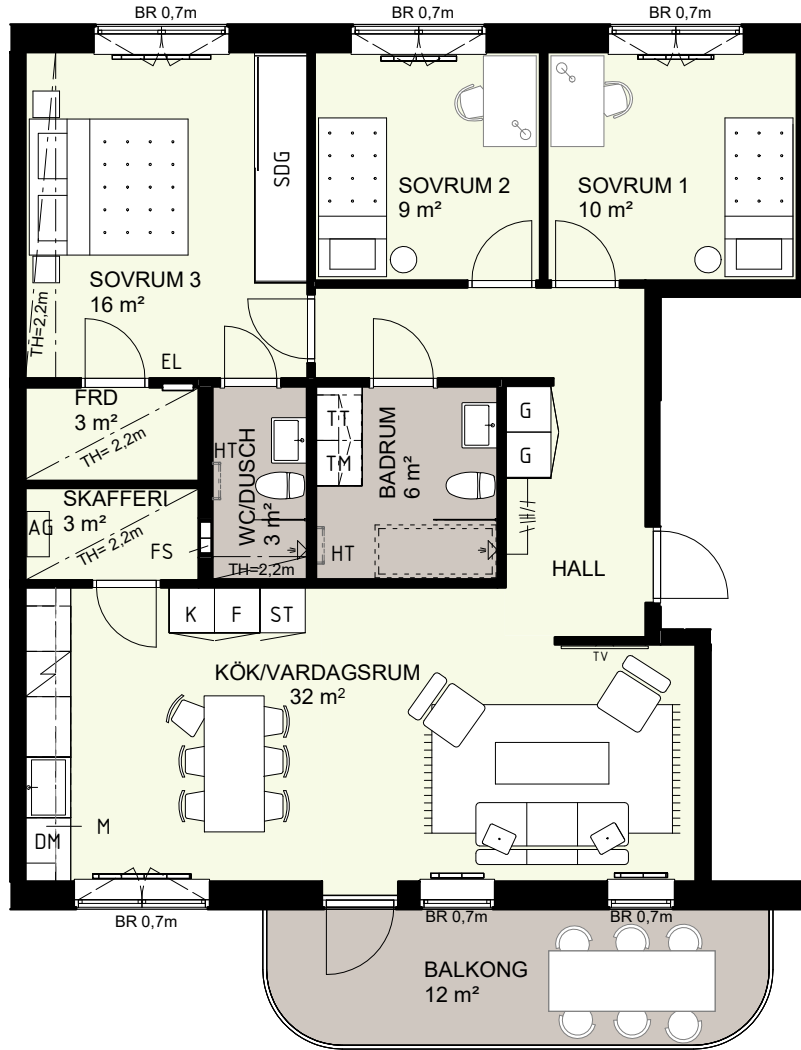 BR 0,7m
BR 0,7m
BR 0,7m
SDG
SOVRUM 2
9 m²
SOVRUM 1
10 m²
SOVRUM 3
16 m²
TH=2,2m
EL
FRD
3 m²
TH= 2,2m
HT
WC/DUSCH
3 m²
TH=2,2m
TT
TM
BADRUM
6 m²
HT
G
G
SKAFFERI
3 m²
AG
TH= 2,2m
FS
HALL
K
F
ST
TV
KÖK/VARDAGSRUM
32 m²
M
DM
BR 0,7m
BR 0,7m
BR 0,7m
BALKONG
12 m²